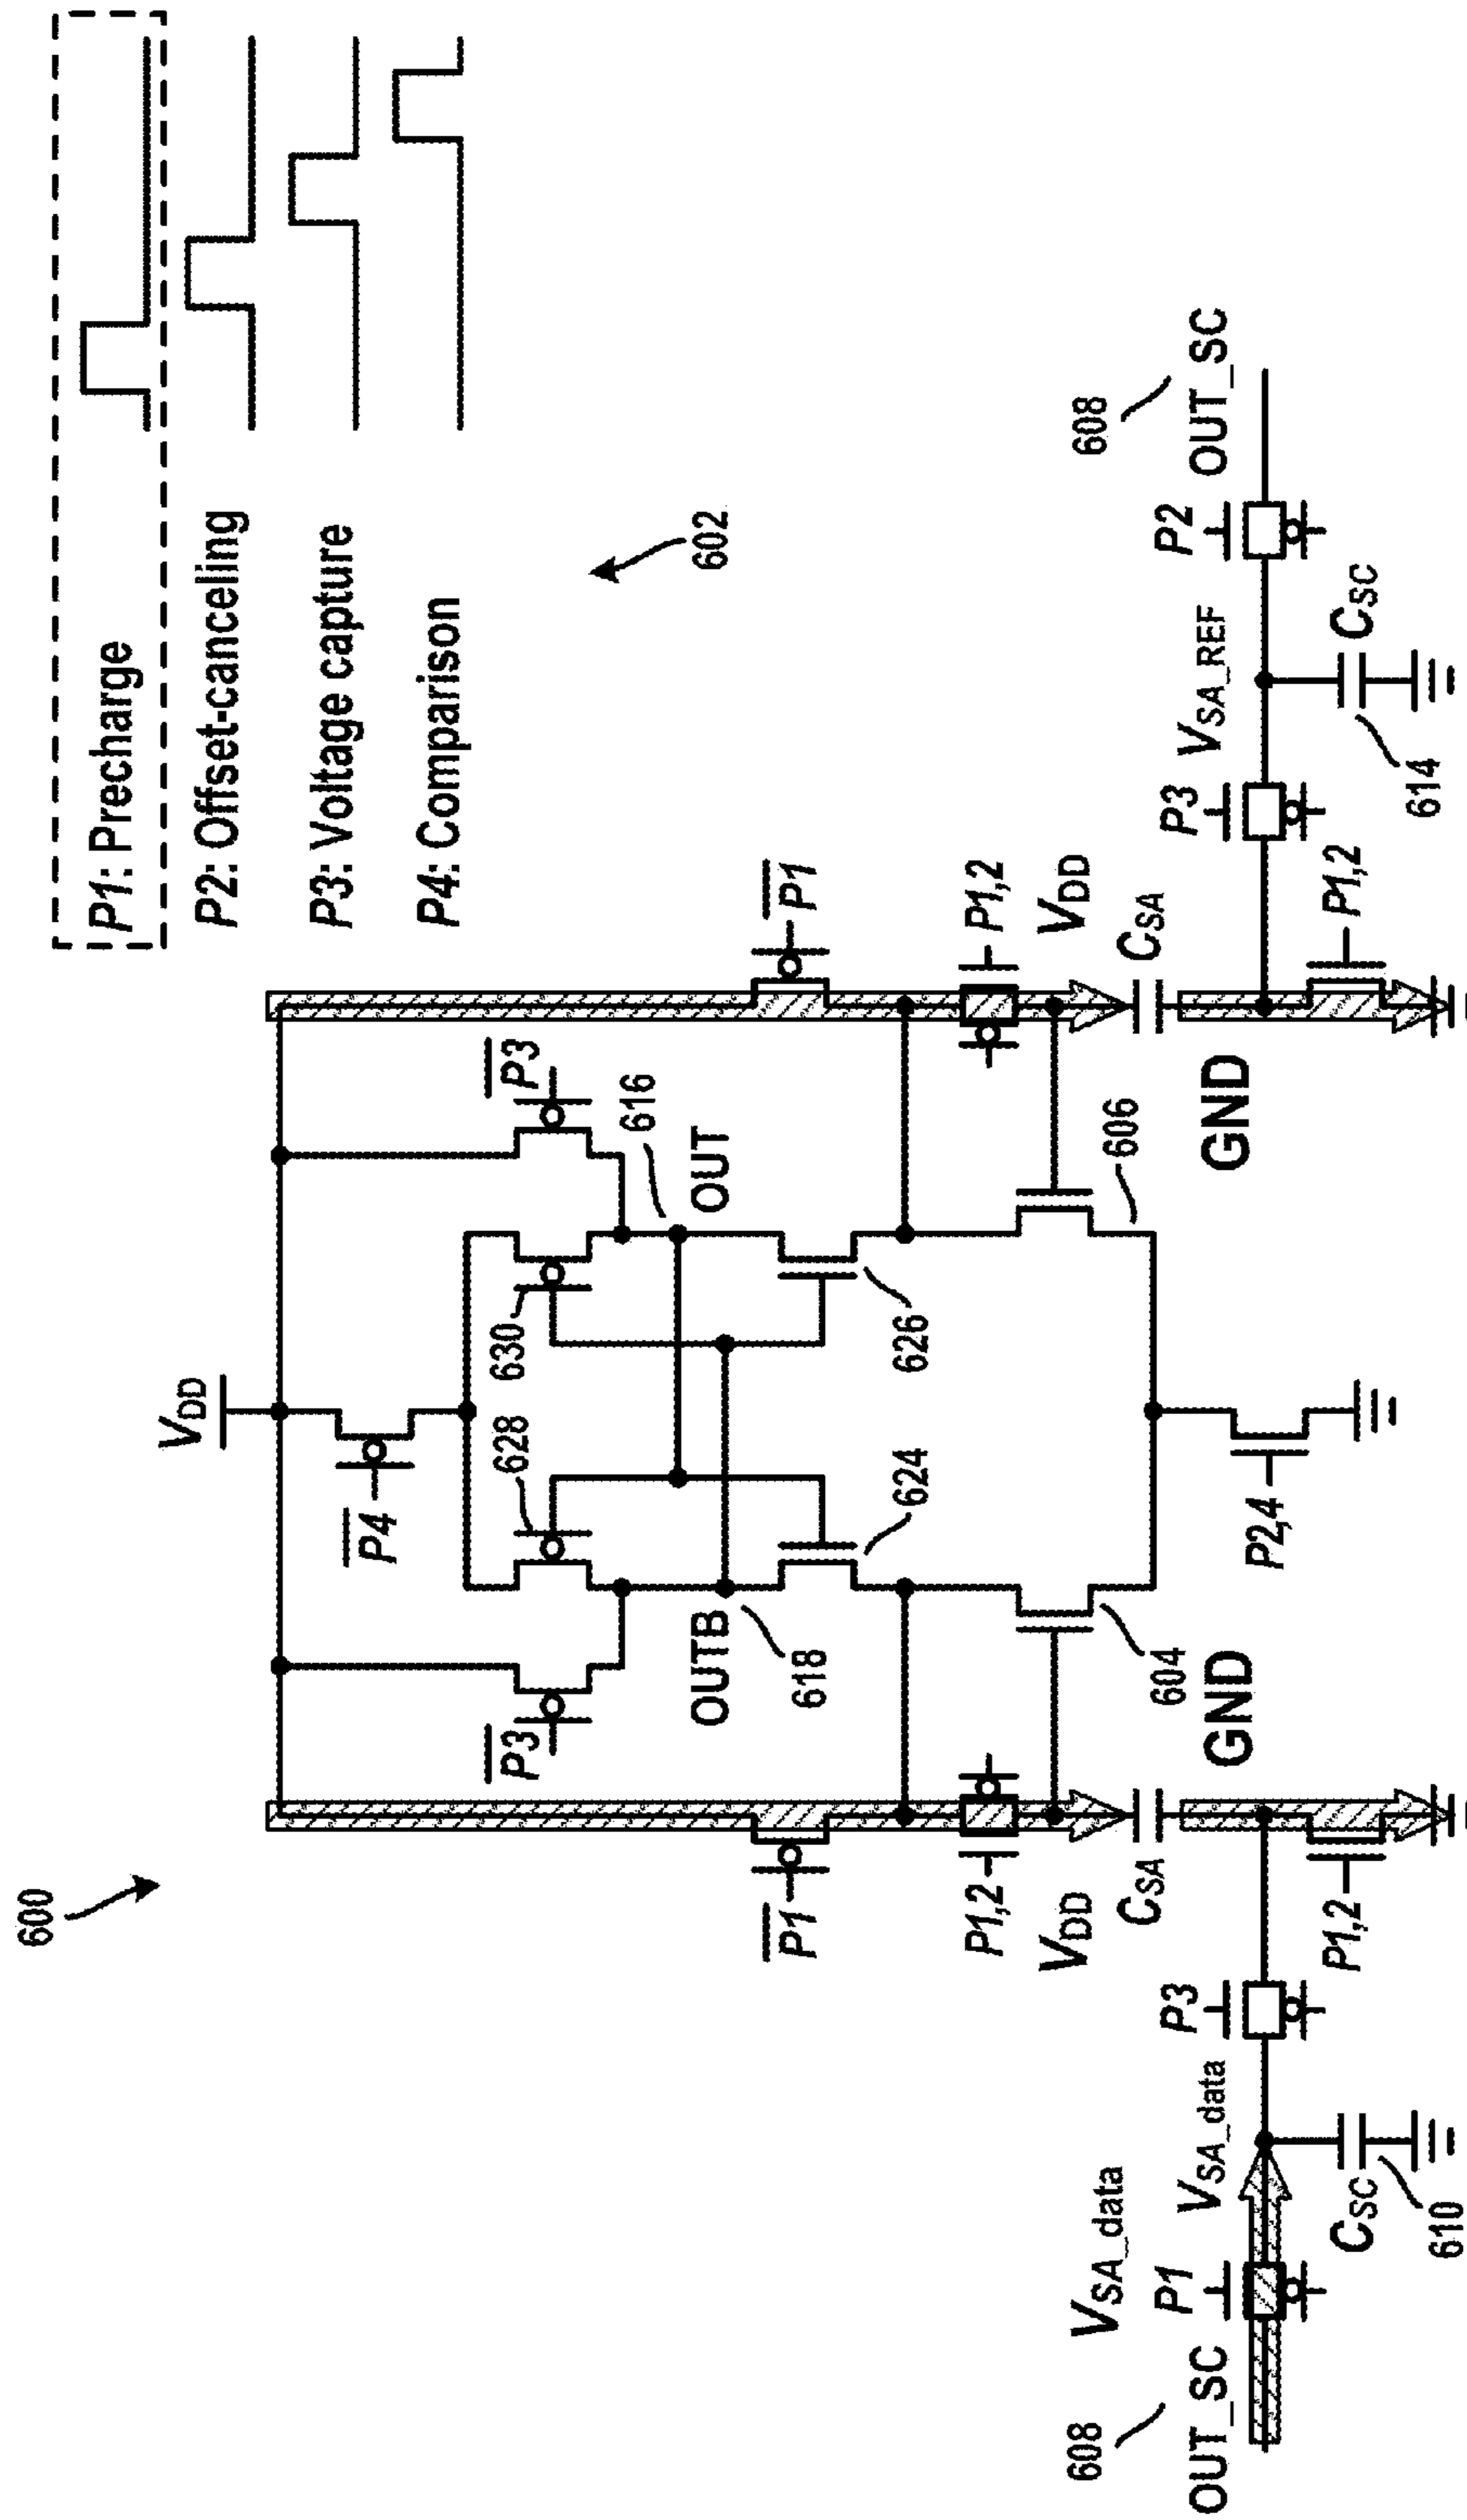 600
P1: Precharge
P2: Offset-canceling
P3: Voltage capture
P4: Comparison
602
VDD
P4
P3
P3
628
630
616
OUTB
OUT
618
P1
P1
624
626
P1,2
P1,2
VDD
VDD
CSA
CSA
604
606
GND
GND
P2,4
608
OUT_SC
P1
VSA_data
VSA_data
P3
CSC
610
P1,2
P1,2
P3
VSA_REF
P2
608
OUT_SC
614
CSC